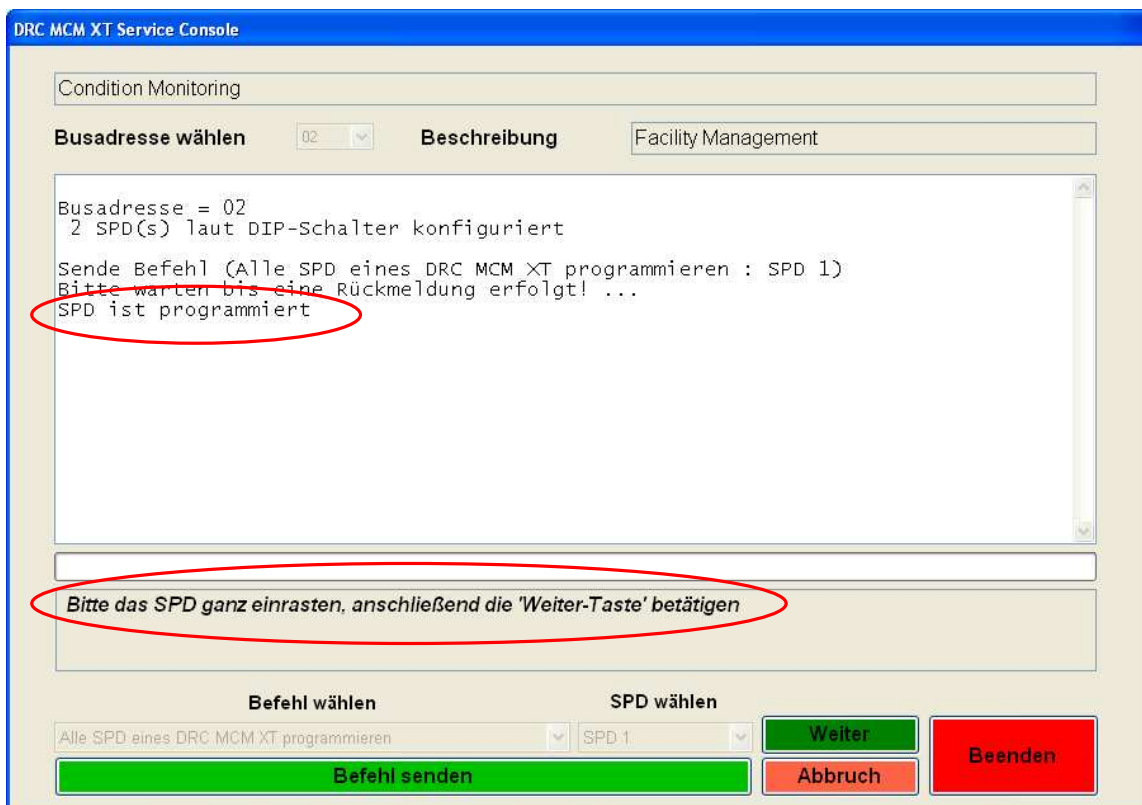 DRC MCM XT Service Console
Condition Monitoring
Busadresse wählen 02 Beschreibung Facility Management
Busadresse = 02
2 SPD(s) laut DIP-Schalter konfiguriert
Sende Befehl (Alle SPD eines DRC MCM XT programmieren : SPD 1)
Bitte warten bis eine Rückmeldung erfolgt! ...
SPD ist programmiert
Bitte das SPD ganz einrasten, anschließend die 'Weiter-Taste' betätigen
Befehl wählen SPD wählen
Alle SPD eines DRC MCM XT programmieren SPD 1 Weiter
Beenden
Befehl senden Abbruch